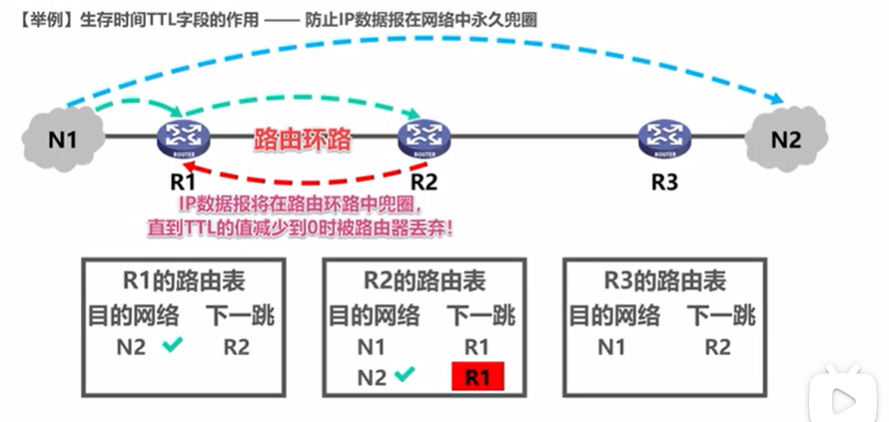 【举例】生存时间TTL字段的作用 —— 防止IP数据报在网络中永久兜圈
N1
ROUTER
路由环路
ROUTER
ROUTER
N2
R1
R2
R3
IP数据报将在路由环路中兜圈，
直到TTL的值减少到0时被路由器丢弃！
R1的路由表
目的网络 下一跳
N2 R2
R2的路由表
目的网络 下一跳
N1 R1
N2 R1
R3的路由表
目的网络 下一跳
N1 R2